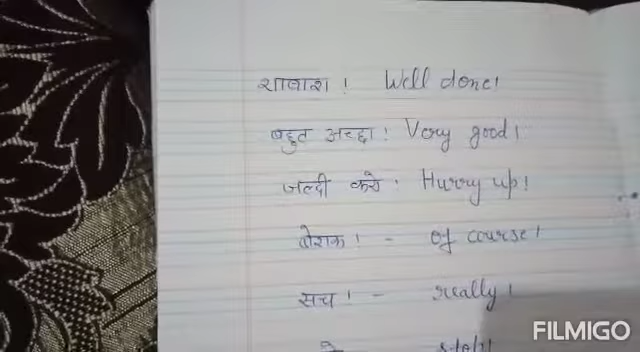 शाबाश ! Well done!
बहुत अच्छा ! Very good!
जल्दी करो ! Hurry up!
बेशक ! - of course!
सच ! - really!
FILMIGO